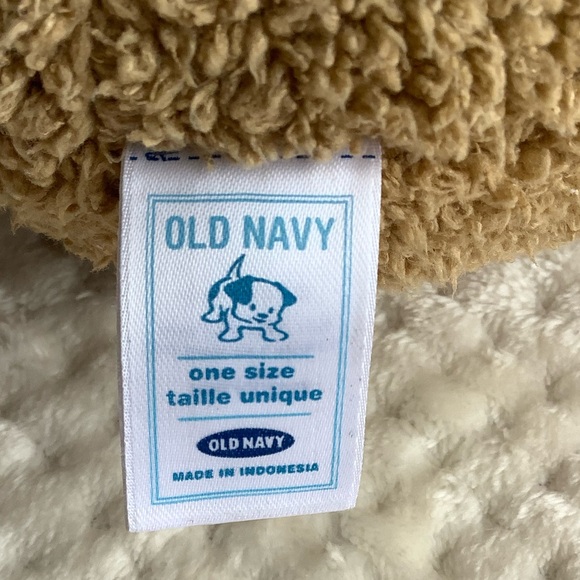 OLD NAVY
one size
taille unique
OLD NAVY
MADE IN INDONESIA